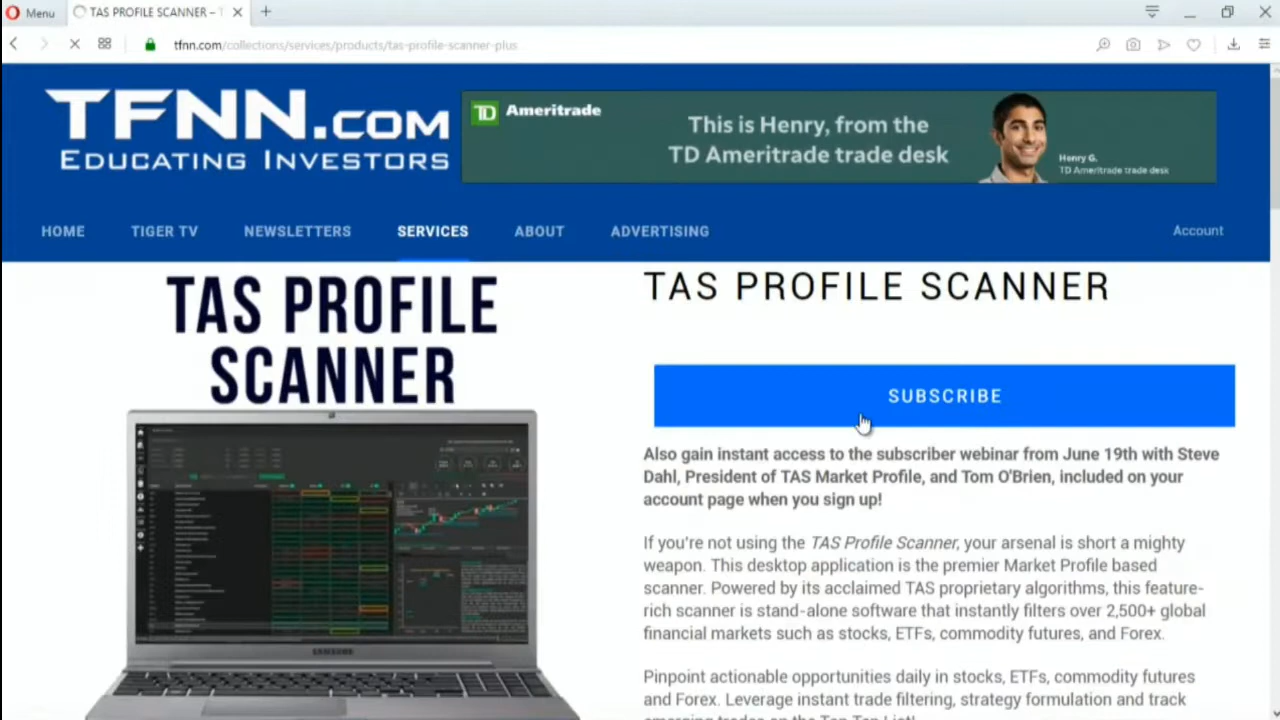 Menu
TAS PROFILE SCANNER – T
tfnn.com/collections/services/products/tas-profile-scanner-plus
TFNN.COM
EDUCATING INVESTORS
TD Ameritrade
This is Henry, from the
TD Ameritrade trade desk
Henry G.
TD Ameritrade trade desk
HOME
TIGER TV
NEWSLETTERS
SERVICES
ABOUT
ADVERTISING
Account
TAS PROFILE
SCANNER
SAMSUNG
TAS PROFILE SCANNER
SUBSCRIBE
Also gain instant access to the subscriber webinar from June 19th with Steve
Dahl, President of TAS Market Profile, and Tom O'Brien, included on your
account page when you sign up!
If you're not using the TAS Profile Scanner, your arsenal is short a mighty
weapon. This desktop application is the premier Market Profile based
scanner. Powered by its acclaimed TAS proprietary algorithms, this feature-
rich scanner is stand-alone software that instantly filters over 2,500+ global
financial markets such as stocks, ETFs, commodity futures, and Forex.
Pinpoint actionable opportunities daily in stocks, ETFs, commodity futures
and Forex. Leverage instant trade filtering, strategy formulation and track
emerging trades on the Top Ten List!